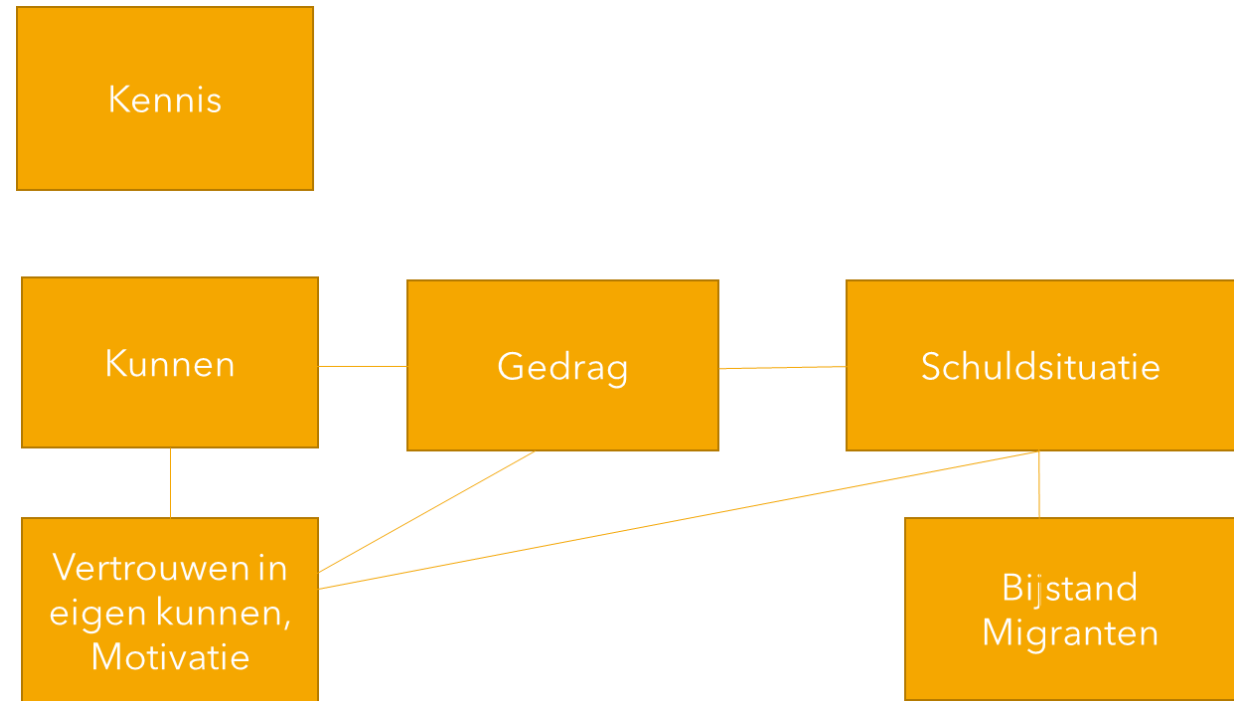 Kennis
Kunnen
Gedrag
Schuldsituatie
Vertrouwen in
eigen kunnen,
Motivatie
Bijstand
Migranten